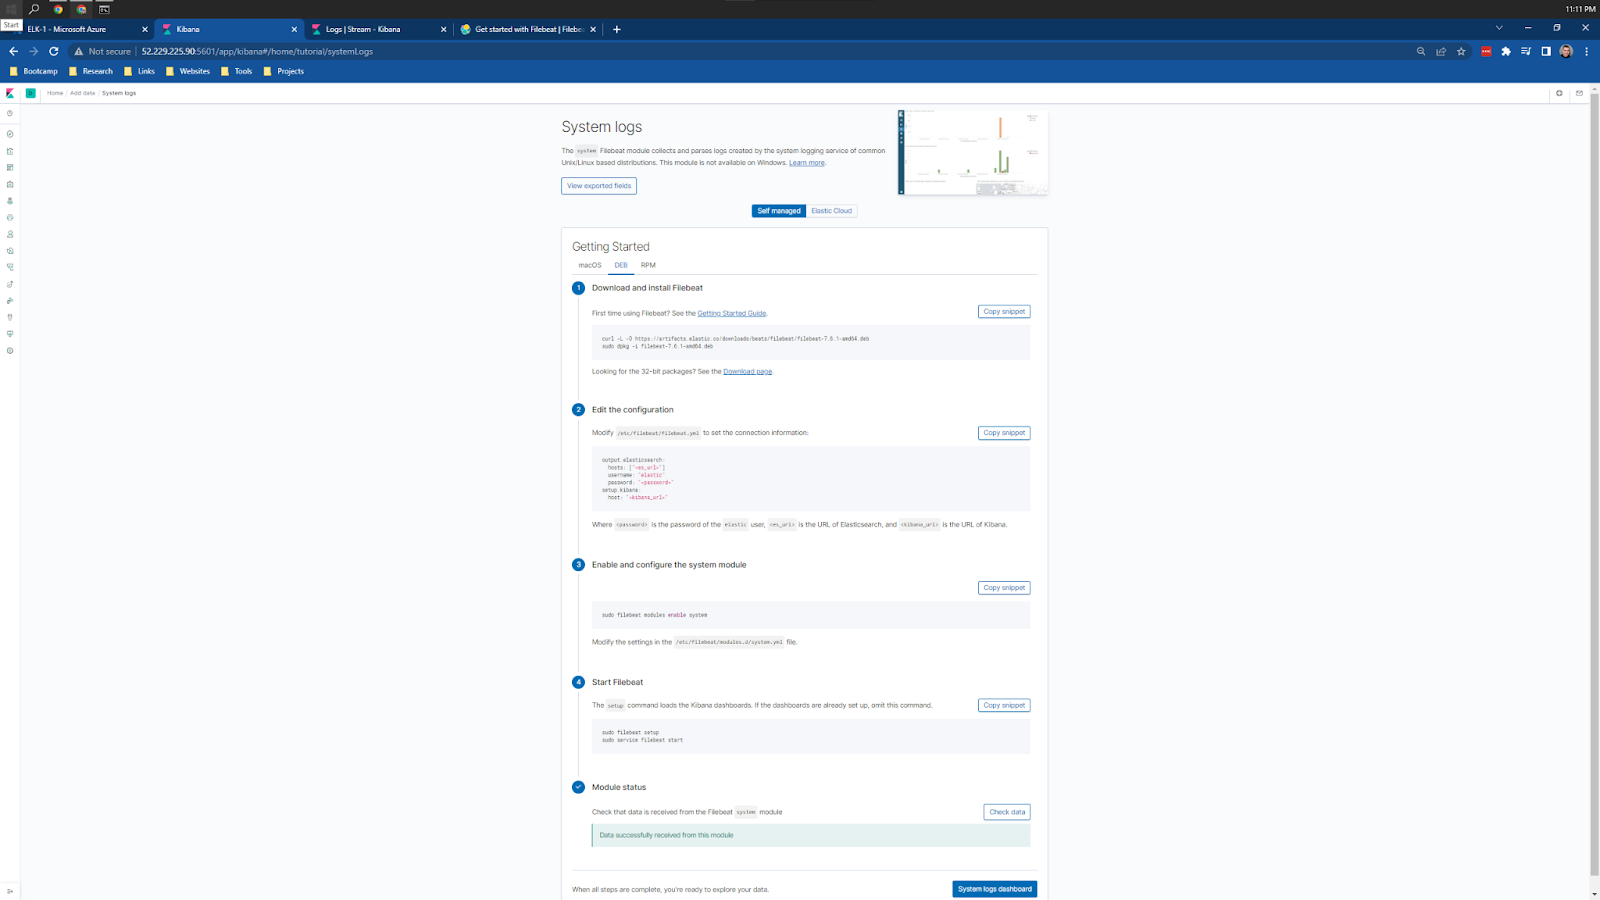 11:11 PM
Start
ELK-1 - Microsoft Azure
Kibana
Logs | Stream - Kibana
Get started with Filebeat | Filebe
Not secure
52.229.225.90:5601/app/kibana#/home/tutorial/systemLogs
Bootcamp
Research
Links
Websites
Tools
Projects
D
Home / Add data / System logs
System logs
The system Filebeat module collects and parses logs created by the system logging service of common
Unix/Linux based distributions. This module is not available on Windows. Learn more.
View exported fields
Self managed
Elastic Cloud
Getting Started
macOS
DEB
RPM
1
Download and install Filebeat
First time using Filebeat? See the Getting Started Guide.
Copy snippet
curl -L -O https://artifacts.elastic.co/downloads/beats/filebeat/filebeat-7.6.1-amd64.deb
sudo dpkg -i filebeat-7.6.1-amd64.deb
Looking for the 32-bit packages? See the Download page.
2
Edit the configuration
Modify /etc/filebeat/filebeat.yml to set the connection information:
Copy snippet
output.elasticsearch:
hosts: ["<es_url>"]
username: "elastic"
password: "<password>"
setup.kibana:
host: "<kibana_url>"
Where <password> is the password of the elastic user, <es_url> is the URL of Elasticsearch, and <kibana_url> is the URL of Kibana.
3
Enable and configure the system module
Copy snippet
sudo filebeat modules enable system
Modify the settings in the /etc/filebeat/modules.d/system.yml file.
4
Start Filebeat
The setup command loads the Kibana dashboards. If the dashboards are already set up, omit this command.
Copy snippet
sudo filebeat setup
sudo service filebeat start
Module status
Check that data is received from the Filebeat system module
Check data
Data successfully received from this module
When all steps are complete, you're ready to explore your data.
System logs dashboard